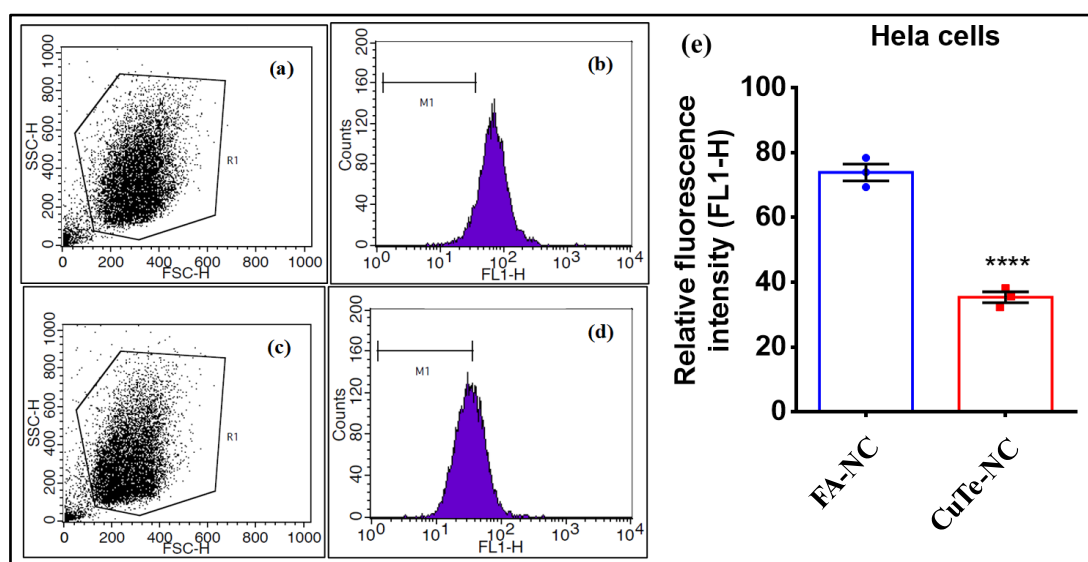 (a)
SSC-H
1000
800
600
400
200
0
R1
0 200 400 600 800 1000
FSC-H
(b)
Counts
200
160
120
80
40
0
M1
10⁰ 10¹ 10² 10³ 10⁴
FL1-H
(c)
SSC-H
1000
800
600
400
200
0
R1
0 200 400 600 800 1000
FSC-H
(d)
Counts
200
160
120
80
40
0
M1
10⁰ 10¹ 10² 10³ 10⁴
FL1-H
(e)
Hela cells
Relative fluorescence
intensity (FL1-H)
100
80
60
40
20
0
****
FA-NC
CuTe-NC